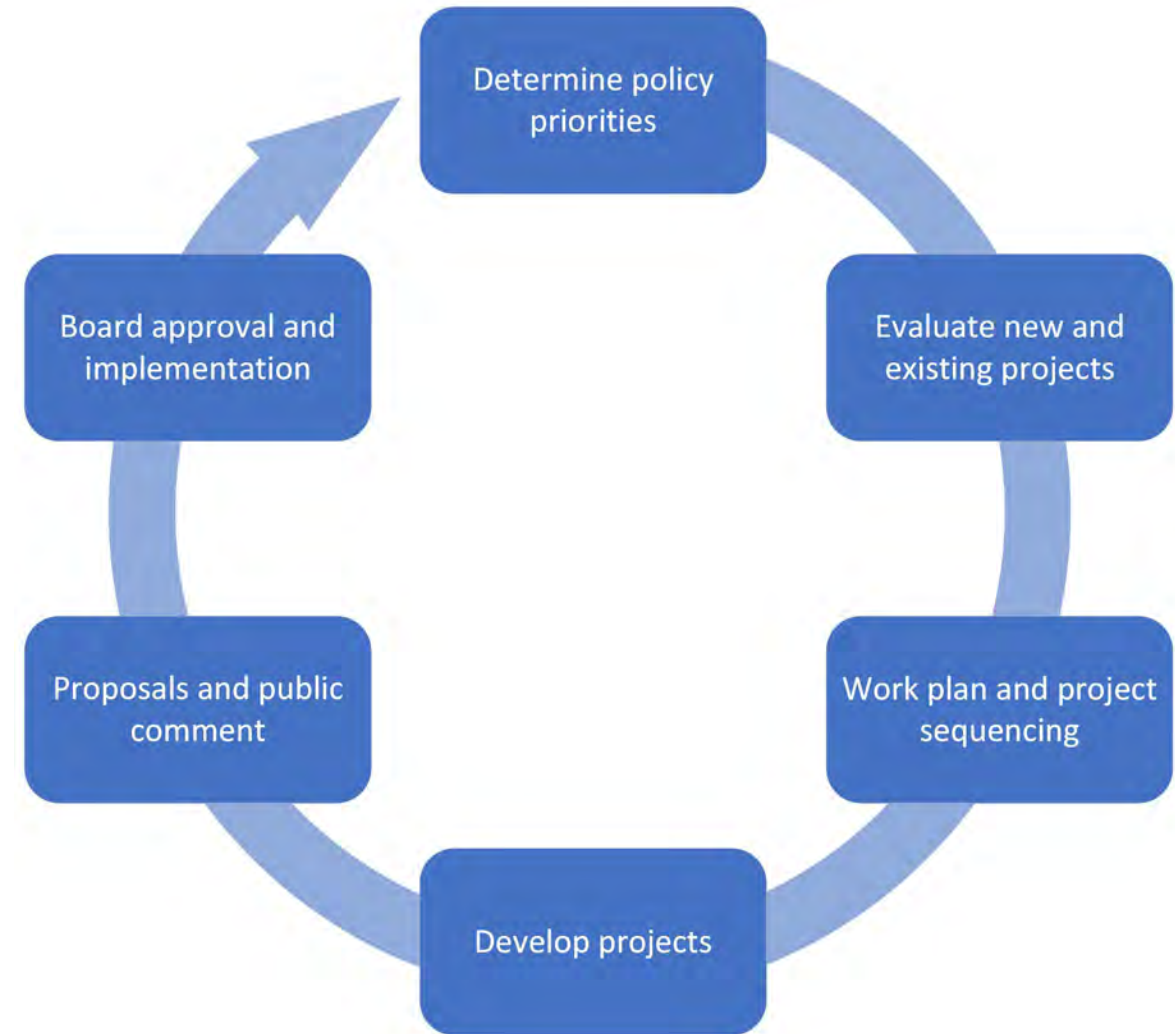 Determine policy
priorities
Evaluate new and
existing projects
Work plan and project
sequencing
Develop projects
Proposals and public
comment
Board approval and
implementation